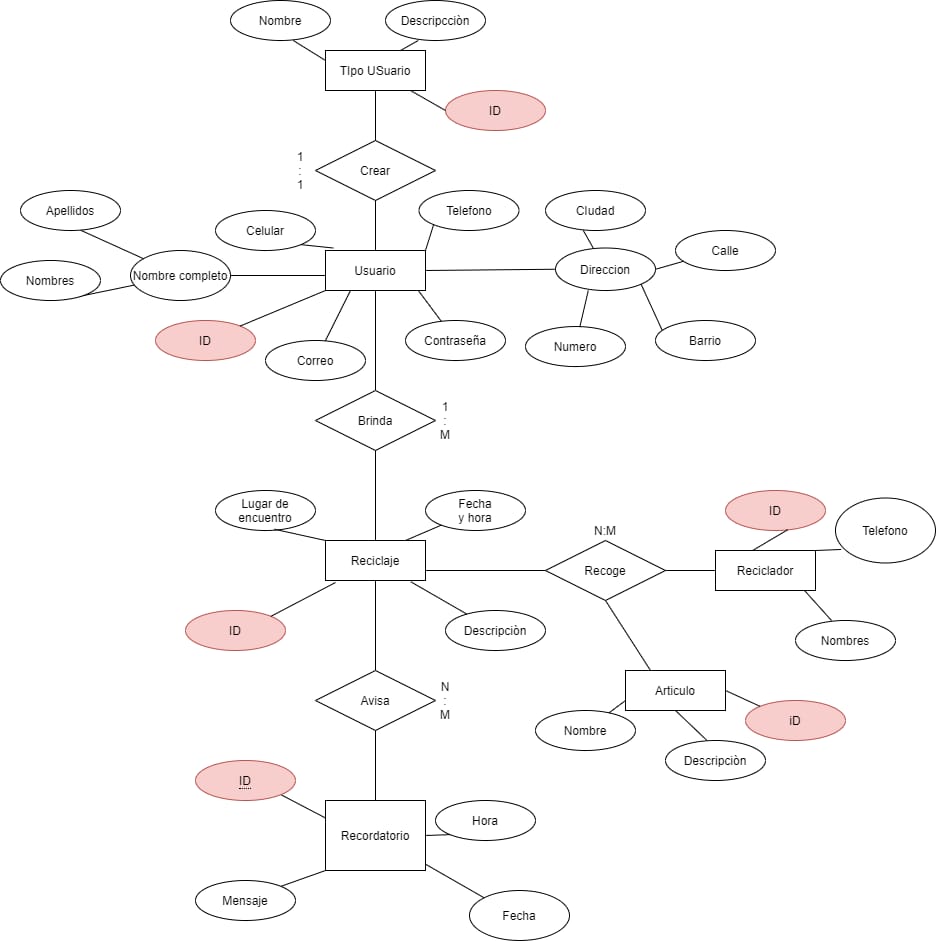 Nombre
Descripcciòn
TIpo USuario
ID
1
:
1
Crear
Apellidos
Celular
Telefono
CIudad
Calle
Nombres
Nombre completo
Usuario
Direccion
ID
Correo
Contraseña
Numero
Barrio
Brinda
1
:
M
Lugar de
encuentro
Fecha
y hora
ID
Telefono
N:M
Reciclaje
Recoge
Reciclador
ID
Descripciòn
Nombres
Avisa
N
:
M
Articulo
Nombre
iD
Descripciòn
ID
Recordatorio
Hora
Mensaje
Fecha